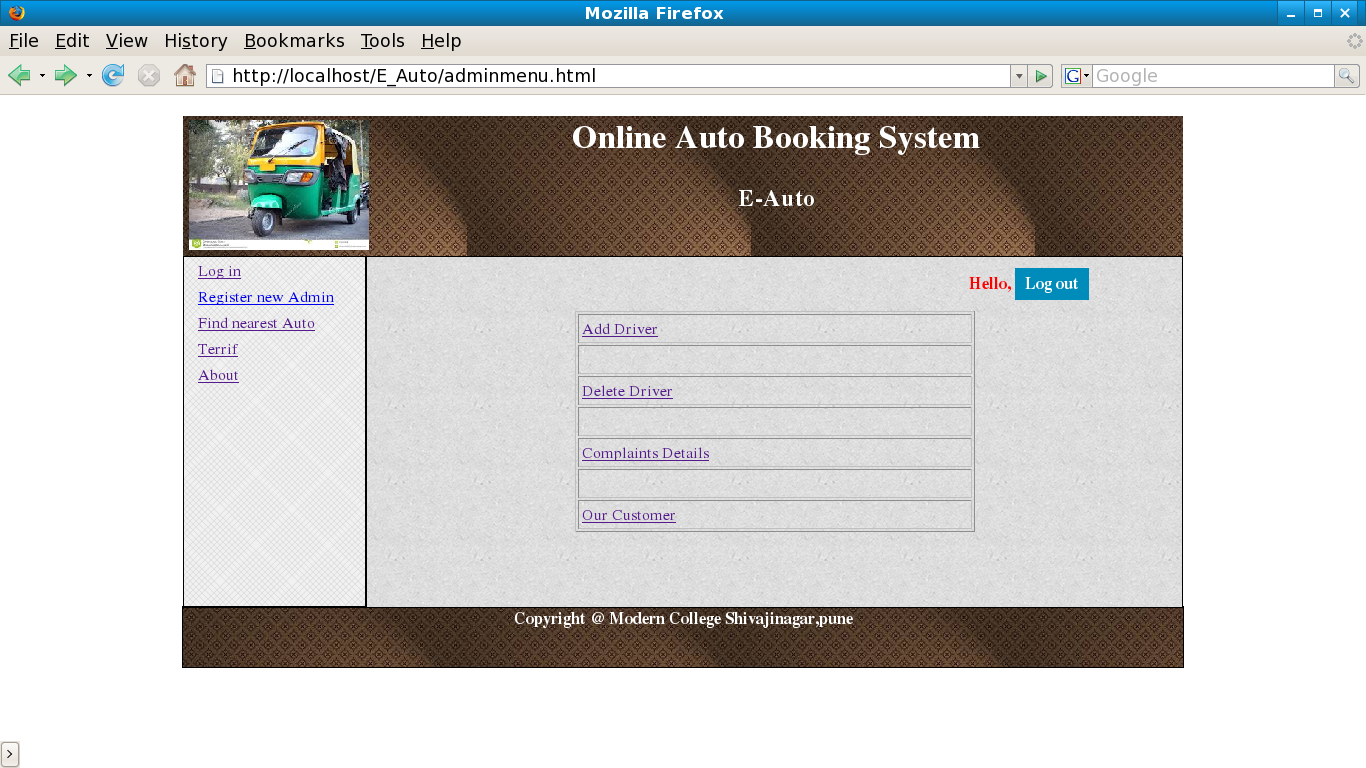 Mozilla Firefox
File Edit View History Bookmarks Tools Help
http://localhost/E_Auto/adminmenu.html
G Google
Online Auto Booking System
E-Auto
Log in
Register new Admin
Find nearest Auto
Terrif
About
Hello, Log out
Add Driver
Delete Driver
Complaints Details
Our Customer
Copyright @ Modern College Shivajinagar,pune